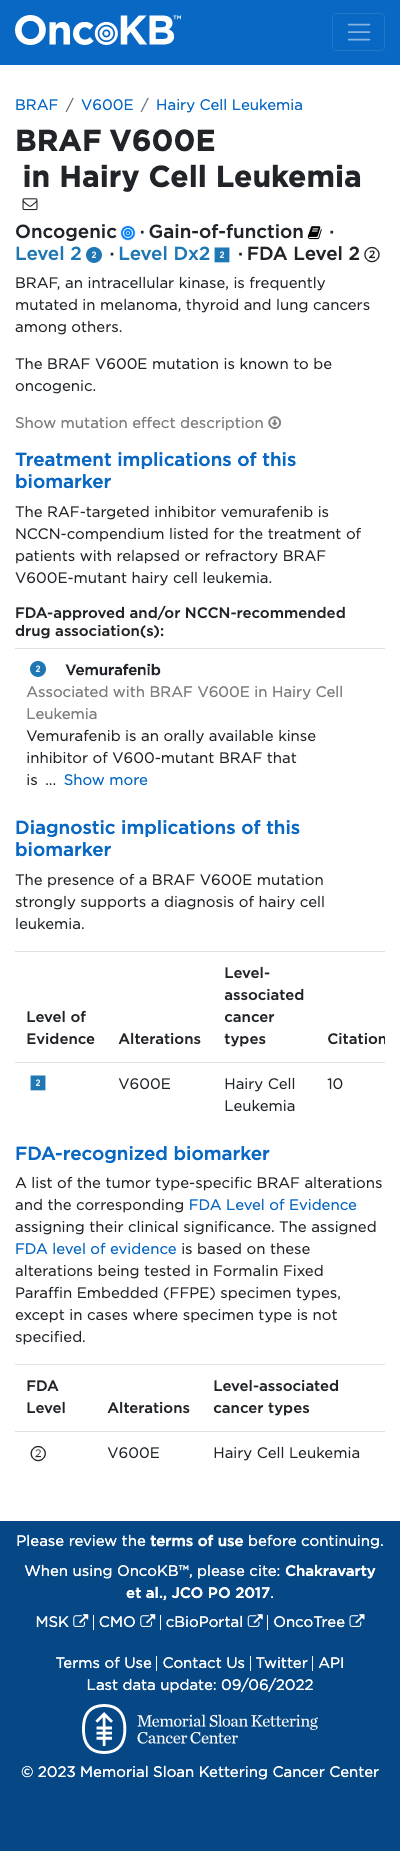 OncoKB™
BRAF / V600E / Hairy Cell Leukemia
BRAF V600E
in Hairy Cell Leukemia
Oncogenic · Gain-of-function ·
Level 2 2 · Level Dx2 2 · FDA Level 2 2
BRAF, an intracellular kinase, is frequently
mutated in melanoma, thyroid and lung cancers
among others.
The BRAF V600E mutation is known to be
oncogenic.
Show mutation effect description
Treatment implications of this
biomarker
The RAF-targeted inhibitor vemurafenib is
NCCN-compendium listed for the treatment of
patients with relapsed or refractory BRAF
V600E-mutant hairy cell leukemia.
FDA-approved and/or NCCN-recommended
drug association(s):
2 Vemurafenib
Associated with BRAF V600E in Hairy Cell
Leukemia
Vemurafenib is an orally available kinse
inhibitor of V600-mutant BRAF that
is ... Show more
Diagnostic implications of this
biomarker
The presence of a BRAF V600E mutation
strongly supports a diagnosis of hairy cell
leukemia.
Level-
associated
Level of cancer
Evidence Alterations types Citation
2 V600E Hairy Cell 10
Leukemia
FDA-recognized biomarker
A list of the tumor type-specific BRAF alterations
and the corresponding FDA Level of Evidence
assigning their clinical significance. The assigned
FDA level of evidence is based on these
alterations being tested in Formalin Fixed
Paraffin Embedded (FFPE) specimen types,
except in cases where specimen type is not
specified.
FDA Level-associated
Level Alterations cancer types
2 V600E Hairy Cell Leukemia
Please review the terms of use before continuing.
When using OncoKB™, please cite: Chakravarty
et al., JCO PO 2017.
MSK | CMO | cBioPortal | OncoTree
Terms of Use | Contact Us | Twitter | API
Last data update: 09/06/2022
Memorial Sloan Kettering
Cancer Center
© 2023 Memorial Sloan Kettering Cancer Center